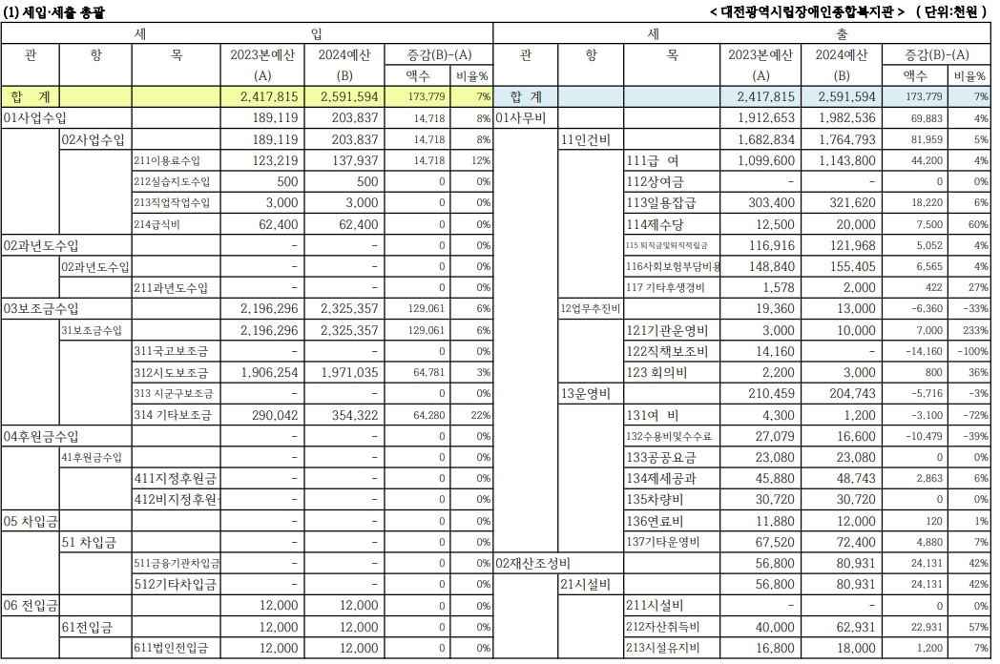 (1) 세입·세출 총괄 < 대전광역시립장애인종합복지관 > ( 단위:천원 )
세 입 세 출
관 항 목 2023본예산 (A) 2024예산 (B) 증감(B)-(A) 관 항 목 2023본예산 (A) 2024예산 (B) 증감(B)-(A)
액수 비율% 액수 비율%
합 계 2,417,815 2,591,594 173,779 7% 합 계 2,417,815 2,591,594 173,779 7%
01사업수입 189,119 203,837 14,718 8% 01사무비 1,912,653 1,982,536 69,883 4%
02사업수입 189,119 203,837 14,718 8% 11인건비 1,682,834 1,764,793 81,959 5%
211이용료수입 123,219 137,937 14,718 12% 111급 여 1,099,600 1,143,800 44,200 4%
212실습지도수입 500 500 0 0% 112상여금 - - 0 0%
213직업작업수입 3,000 3,000 0 0% 113일용잡급 303,400 321,620 18,220 6%
214급식비 62,400 62,400 0 0% 114제수당 12,500 20,000 7,500 60%
02과년도수입 - - 0 0% 115 퇴직금및퇴직적립금 116,916 121,968 5,052 4%
02과년도수입 - - 0 0% 116사회보험부담비용 148,840 155,405 6,565 4%
211과년도수입 - - 0 0% 117 기타후생경비 1,578 2,000 422 27%
03보조금수입 2,196,296 2,325,357 129,061 6% 12업무추진비 19,360 13,000 -6,360 -33%
31보조금수입 2,196,296 2,325,357 129,061 6% 121기관운영비 3,000 10,000 7,000 233%
311국고보조금 - - 0 0% 122직책보조비 14,160 - -14,160 -100%
312시도보조금 1,906,254 1,971,035 64,781 3% 123 회의비 2,200 3,000 800 36%
313 시군구보조금 - - 0 0% 13운영비 210,459 204,743 -5,716 -3%
314 기타보조금 290,042 354,322 64,280 22% 131여 비 4,300 1,200 -3,100 -72%
04후원금수입 - - 0 0% 132수용비및수수료 27,079 16,600 -10,479 -39%
41후원금수입 - - 0 0% 133공공요금 23,080 23,080 0 0%
411지정후원금 - - 0 0% 134제세공과 45,880 48,743 2,863 6%
412비지정후원 - - 0 0% 135차량비 30,720 30,720 0 0%
05 차입금 - - 0 0% 136연료비 11,880 12,000 120 1%
51 차입금 - - 0 0% 137기타운영비 67,520 72,400 4,880 7%
511금융기관차입금 - - 0 0% 02재산조성비 56,800 80,931 24,131 42%
512기타차입금 - - 0 0% 21시설비 56,800 80,931 24,131 42%
06 전입금 12,000 12,000 0 0% 211시설비 - - 0 0%
61전입금 12,000 12,000 0 0% 212자산취득비 40,000 62,931 22,931 57%
611법인전입금 12,000 12,000 0 0% 213시설유지비 16,800 18,000 1,200 7%